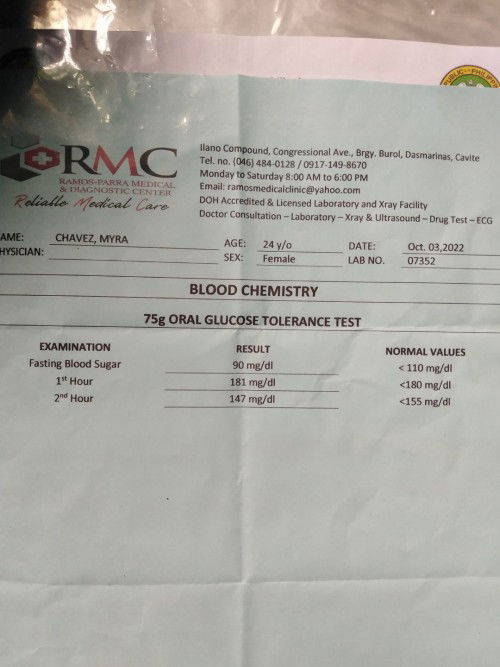 PUBLIC PHILIPP
RMC
RAMOS-PARRA MEDICAL
& DIAGNOSTIC CENTER
Reliable Medical Care
Ilano Compound, Congressional Ave., Brgy. Burol, Dasmarinas, Cavite
Tel. no. (046) 484-0128 / 0917-149-8670
Monday to Saturday 8:00 AM to 6:00 PM
Email: ramosmedicalclinic@yahoo.com
DOH Accredited & Licensed Laboratory and Xray Facility
Doctor Consultation – Laboratory – Xray & Ultrasound – Drug Test – ECG
AME: CHAVEZ, MYRA AGE: 24 y/o DATE: Oct. 03,2022
HYSICIAN: SEX: Female LAB NO. 07352
BLOOD CHEMISTRY
75g ORAL GLUCOSE TOLERANCE TEST
EXAMINATION RESULT NORMAL VALUES
Fasting Blood Sugar 90 mg/dl < 110 mg/dl
1st Hour 181 mg/dl <180 mg/dl
2nd Hour 147 mg/dl <155 mg/dl